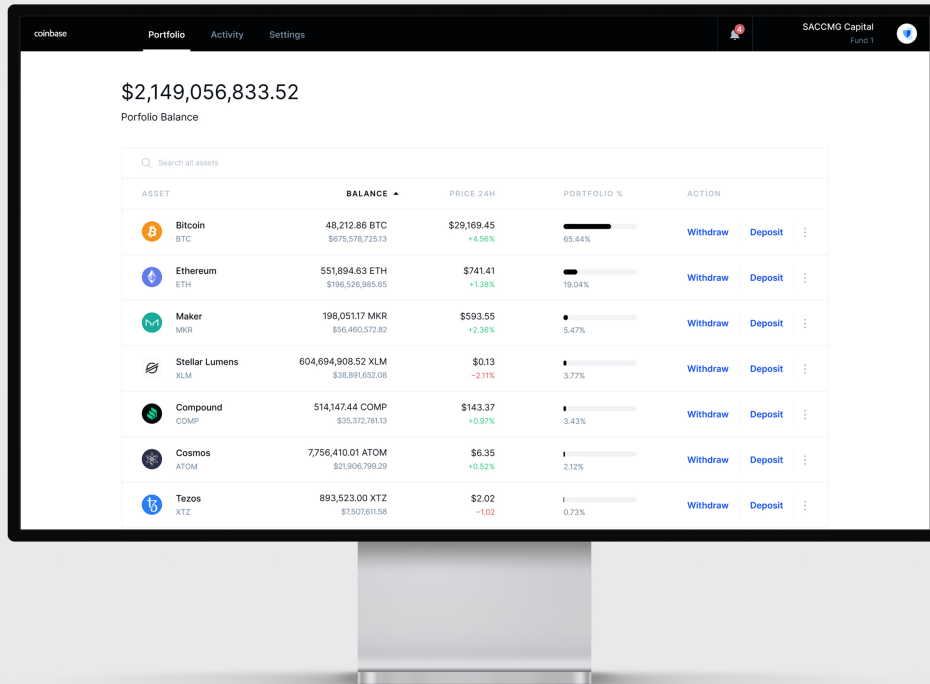 coinbase
Portfolio
Activity
Settings
4
SACCMG Capital
Fund 1
$2,149,056,833.52
Porfolio Balance
Search all assets
ASSET
BALANCE
PRICE 24H
PORTFOLIO %
ACTION
Bitcoin
BTC
48,212.86 BTC
$675,578,725.13
$29,169.45
+4.56%
65.44%
Withdraw
Deposit
Ethereum
ETH
551,894.63 ETH
$196,526,985.65
$741.41
+1.38%
19.04%
Withdraw
Deposit
Maker
MKR
198,051.17 MKR
$56,460,572.82
$593.55
+2.36%
5.47%
Withdraw
Deposit
Stellar Lumens
XLM
604,694,908.52 XLM
$38,891,652.08
$0.13
−2.11%
3.77%
Withdraw
Deposit
Compound
COMP
514,147.44 COMP
$35,372,781.13
$143.37
+0.97%
3.43%
Withdraw
Deposit
Cosmos
ATOM
7,756,410.01 ATOM
$21,906,799.29
$6.35
+0.52%
2.12%
Withdraw
Deposit
Tezos
XTZ
893,523.00 XTZ
$7,507,611.58
$2.02
−1.02
0.73%
Withdraw
Deposit